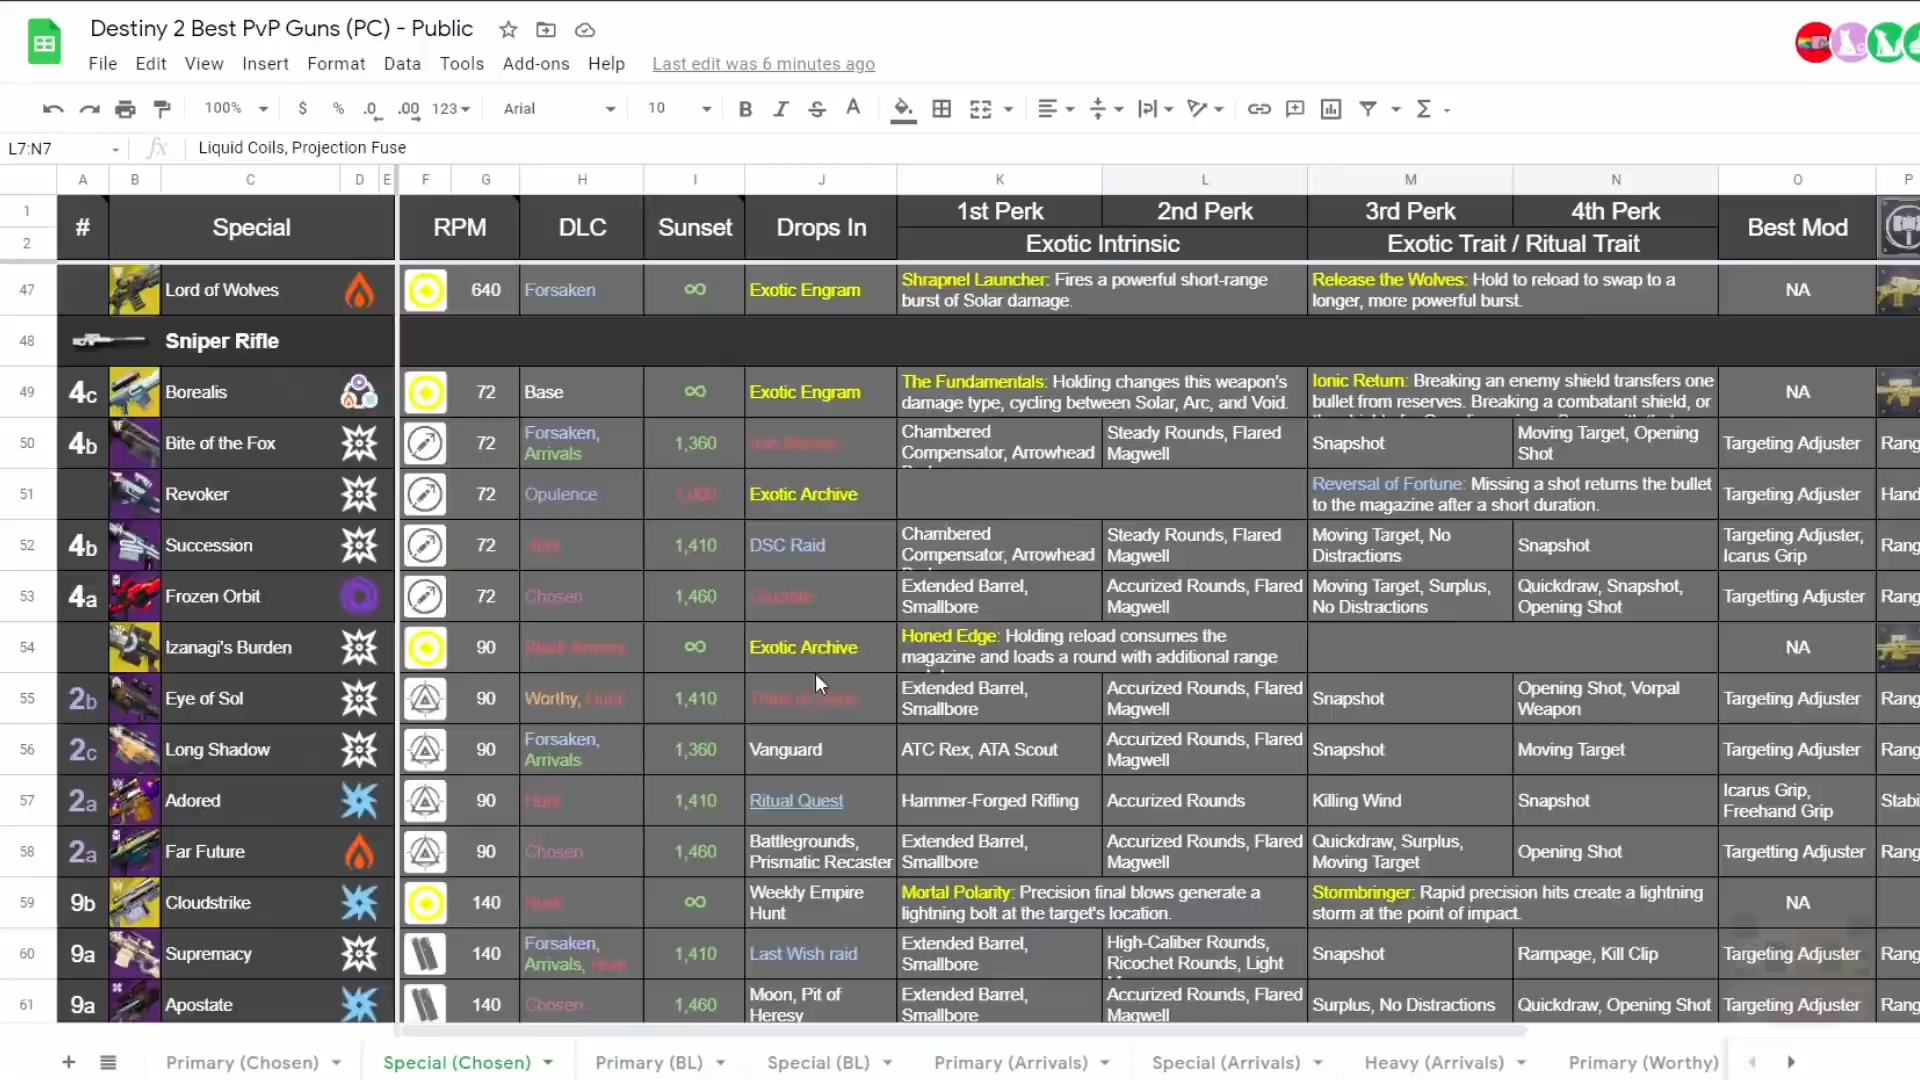 Destiny 2 Best PvP Guns (PC) - Public
File Edit View Insert Format Data Tools Add-ons Help Last edit was 6 minutes ago
100% $ % .0 .00 123 Arial 10 B I S A
L7:N7 fx Liquid Coils, Projection Fuse
A B C D E F G H I J K L M N O P
1 # Special RPM DLC Sunset Drops In 1st Perk 2nd Perk 3rd Perk 4th Perk Best Mod
2 Exotic Intrinsic Exotic Trait / Ritual Trait
47 Lord of Wolves 640 Forsaken ∞ Exotic Engram Shrapnel Launcher: Fires a powerful short-range Release the Wolves: Hold to reload to swap to a NA
burst of Solar damage. longer, more powerful burst.
48 Sniper Rifle
49 4c Borealis 72 Base ∞ Exotic Engram The Fundamentals: Holding changes this weapon's Ionic Return: Breaking an enemy shield transfers one NA
damage type, cycling between Solar, Arc, and Void. bullet from reserves. Breaking a combatant shield, or
50 4b Bite of the Fox 72 Forsaken, 1,360 Chambered Steady Rounds, Flared Snapshot Moving Target, Opening Targeting Adjuster Rang
Arrivals Compensator, Arrowhead Magwell Shot
51 Revoker 72 Opulence Exotic Archive Reversal of Fortune: Missing a shot returns the bullet Targeting Adjuster Hand
to the magazine after a short duration.
52 4b Succession 72 1,410 DSC Raid Chambered Steady Rounds, Flared Moving Target, No Snapshot Targeting Adjuster, Rang
Compensator, Arrowhead Magwell Distractions Icarus Grip
53 4a Frozen Orbit 72 Chosen 1,460 Extended Barrel, Accurized Rounds, Flared Moving Target, Surplus, Quickdraw, Snapshot, Targetting Adjuster Rang
Smallbore Magwell No Distractions Opening Shot
54 Izanagi's Burden 90 ∞ Exotic Archive Honed Edge: Holding reload consumes the NA
magazine and loads a round with additional range
55 2b Eye of Sol 90 Worthy, Hunt 1,410 Extended Barrel, Accurized Rounds, Flared Snapshot Opening Shot, Vorpal Targeting Adjuster Rang
Smallbore Magwell Weapon
56 2c Long Shadow 90 Forsaken, 1,360 Vanguard ATC Rex, ATA Scout Accurized Rounds, Flared Snapshot Moving Target Targeting Adjuster Rang
Arrivals Magwell
57 2a Adored 90 Hunt 1,410 Ritual Quest Hammer-Forged Rifling Accurized Rounds Killing Wind Snapshot Icarus Grip, Stabi
Freehand Grip
58 2a Far Future 90 Chosen 1,460 Battlegrounds, Extended Barrel, Accurized Rounds, Flared Quickdraw, Surplus, Opening Shot Targetting Adjuster Rang
Prismatic Recaster Smallbore Magwell Moving Target
59 9b Cloudstrike 140 Hunt ∞ Weekly Empire Mortal Polarity: Precision final blows generate a Stormbringer: Rapid precision hits create a lightning NA
Hunt lightning bolt at the target's location. storm at the point of impact.
60 9a Supremacy 140 Forsaken, 1,410 Last Wish raid Extended Barrel, High-Caliber Rounds, Snapshot Rampage, Kill Clip Targeting Adjuster Rang
Arrivals, Hunt Smallbore Ricochet Rounds, Light
61 9a Apostate 140 Chosen 1,460 Moon, Pit of Extended Barrel, Accurized Rounds, Flared Surplus, No Distractions Quickdraw, Opening Shot Targeting Adjuster Rang
Heresy Smallbore Magwell
+ Primary (Chosen) Special (Chosen) Primary (BL) Special (BL) Primary (Arrivals) Special (Arrivals) Heavy (Arrivals) Primary (Worthy)